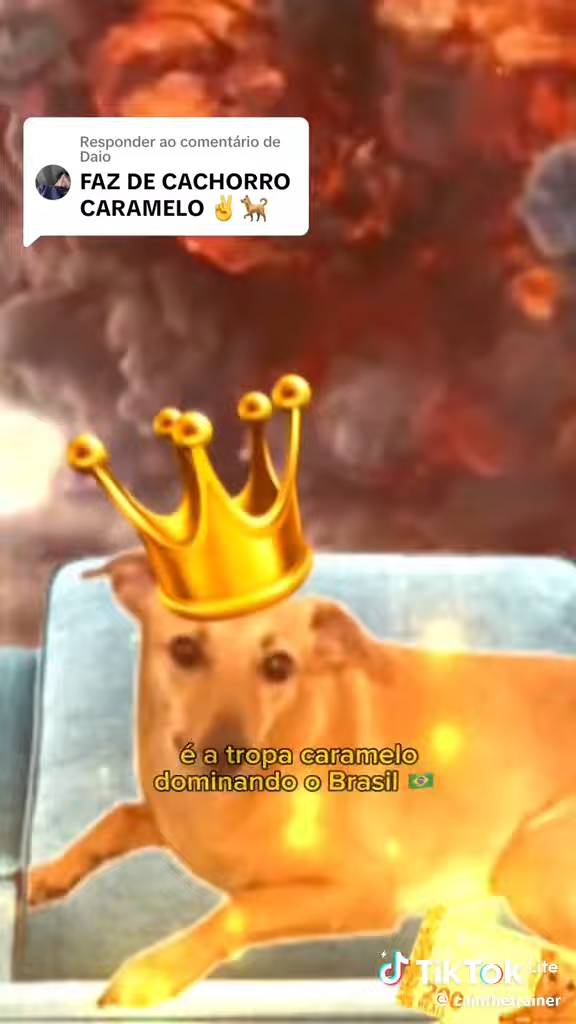 Responder ao comentário de
Daio
FAZ DE CACHORRO
CARAMELO ✌️🐕
é a tropa caramelo
dominando o Brasil 🇧🇷
TikTok Lite